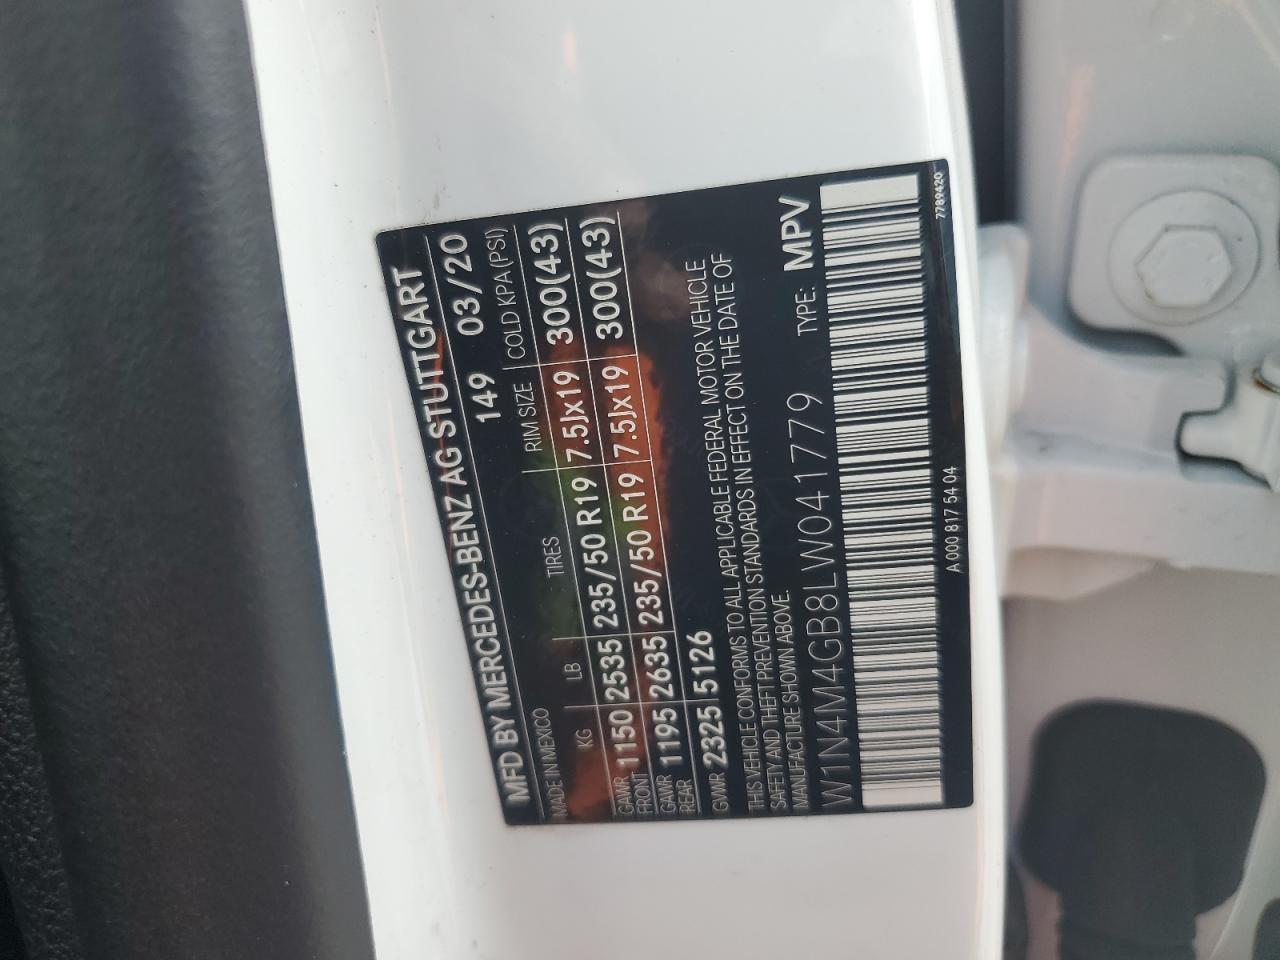 MFD BY MERCEDES-BENZ AG STUTTGART
MADE IN MEXICO 149 03/20
KG LB TIRES RIM SIZE COLD KPA (PSI)
GAWR FRONT 1150 2535 235/50 R19 7.5Jx19 300(43)
GAWR REAR 1195 2635 235/50 R19 7.5Jx19 300(43)
GVWR 2325 5126
THIS VEHICLE CONFORMS TO ALL APPLICABLE FEDERAL MOTOR VEHICLE
SAFETY AND THEFT PREVENTION STANDARDS IN EFFECT ON THE DATE OF
MANUFACTURE SHOWN ABOVE.
W1N4M4GB8LW041779 TYPE: MPV
A 000 817 54 04 7789420